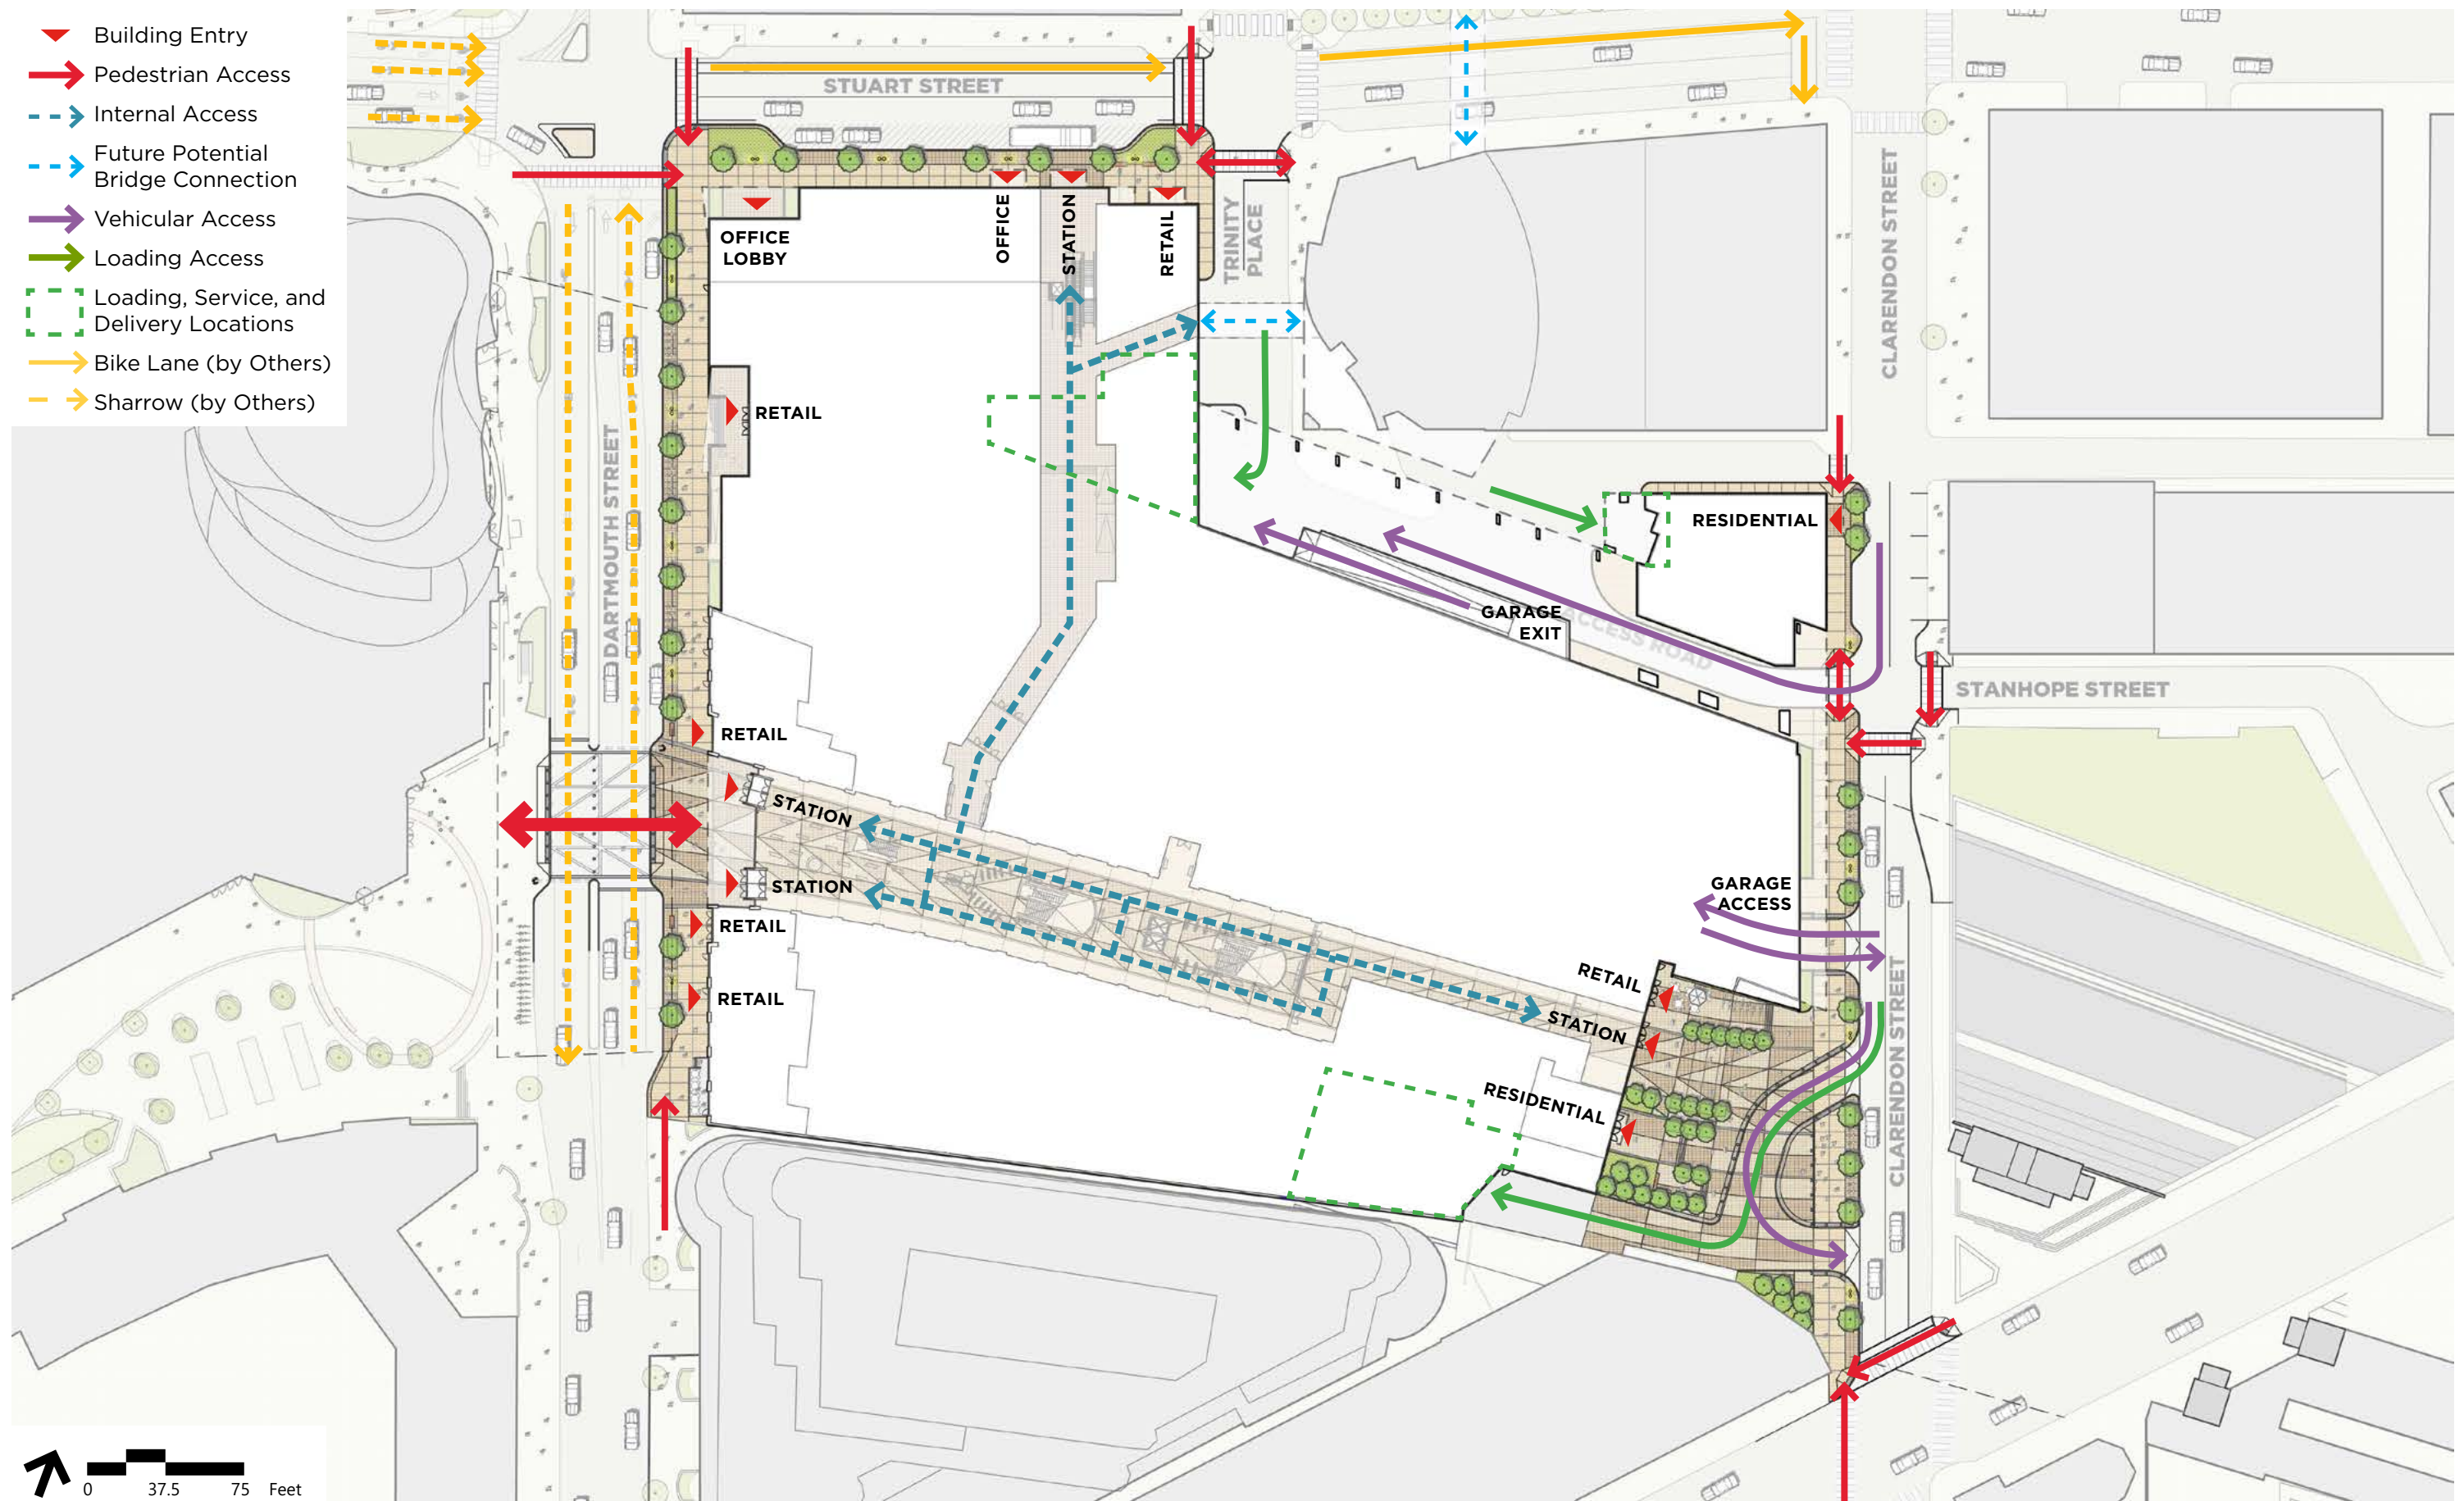 Building Entry
Pedestrian Access
Internal Access
Future Potential
Bridge Connection
Vehicular Access
Loading Access
Loading, Service, and
Delivery Locations
Bike Lane (by Others)
Sharrow (by Others)
STUART STREET
OFFICE
LOBBY
OFFICE
STATION
RETAIL
TRINITY
PLACE
CLARENDON STREET
DARTMOUTH STREET
RETAIL
RESIDENTIAL
GARAGE
EXIT
ACCESS ROAD
STANHOPE STREET
RETAIL
STATION
STATION
RETAIL
RETAIL
GARAGE
ACCESS
RETAIL
STATION
RESIDENTIAL
CLARENDON STREET
0 37.5 75 Feet